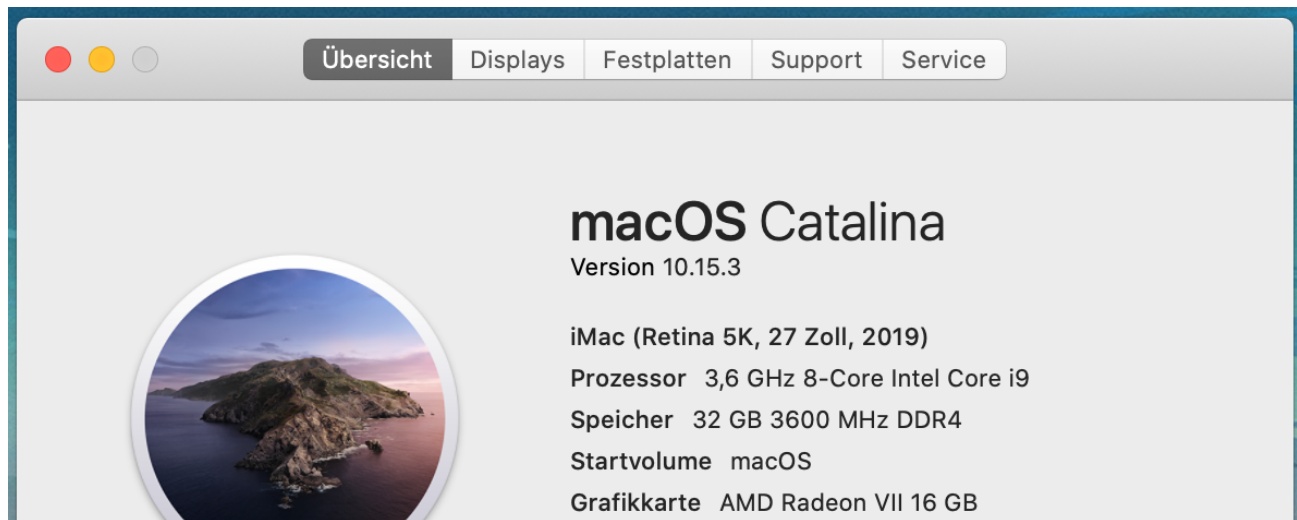 Übersicht Displays Festplatten Support Service
macOS Catalina
Version 10.15.3
iMac (Retina 5K, 27 Zoll, 2019)
Prozessor 3,6 GHz 8-Core Intel Core i9
Speicher 32 GB 3600 MHz DDR4
Startvolume macOS
Grafikkarte AMD Radeon VII 16 GB